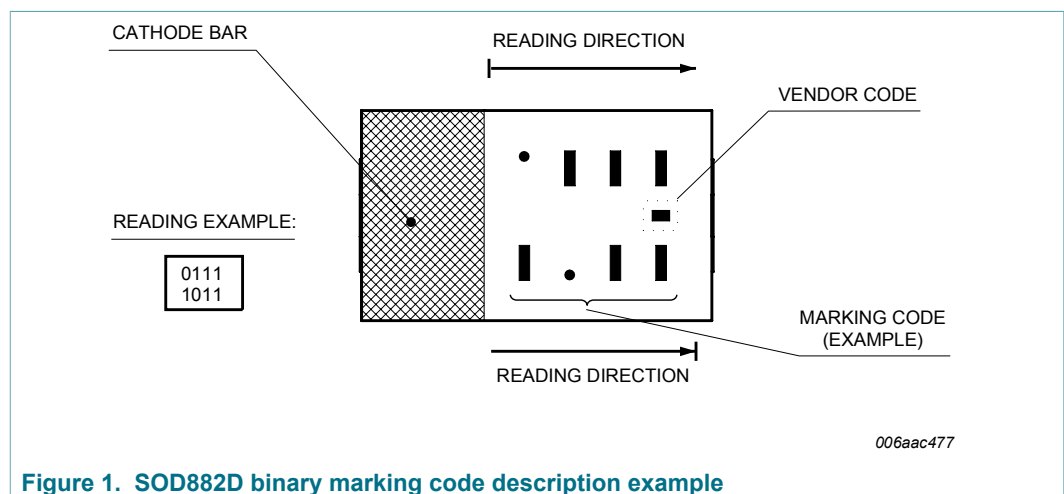 CATHODE BAR
READING DIRECTION
VENDOR CODE
READING EXAMPLE:
0111
1011
MARKING CODE
(EXAMPLE)
READING DIRECTION
006aac477
Figure 1. SOD882D binary marking code description example